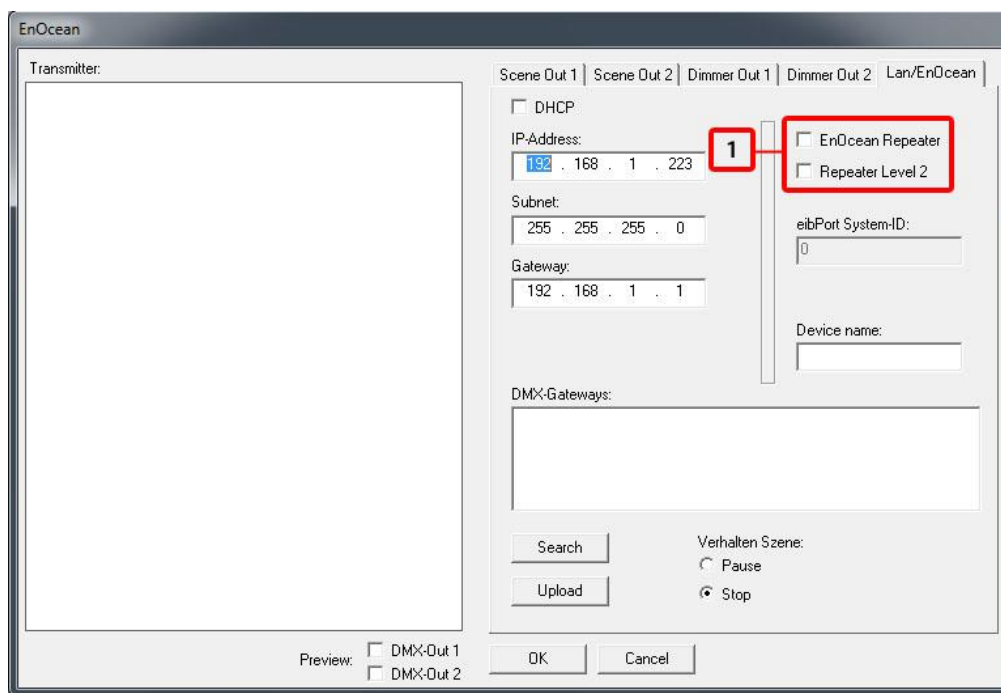 EnOcean
Transmitter:
Scene Out 1
Scene Out 2
Dimmer Out 1
Dimmer Out 2
Lan/EnOcean
DHCP
IP-Address:
192 . 168 . 1 . 223
1
EnOcean Repeater
Repeater Level 2
Subnet:
255 . 255 . 255 . 0
eibPort System-ID:
0
Gateway:
192 . 168 . 1 . 1
Device name:
DMX-Gateways:
Search
Upload
Verhalten Szene:
Pause
Stop
Preview:
DMX-Out 1
DMX-Out 2
OK
Cancel